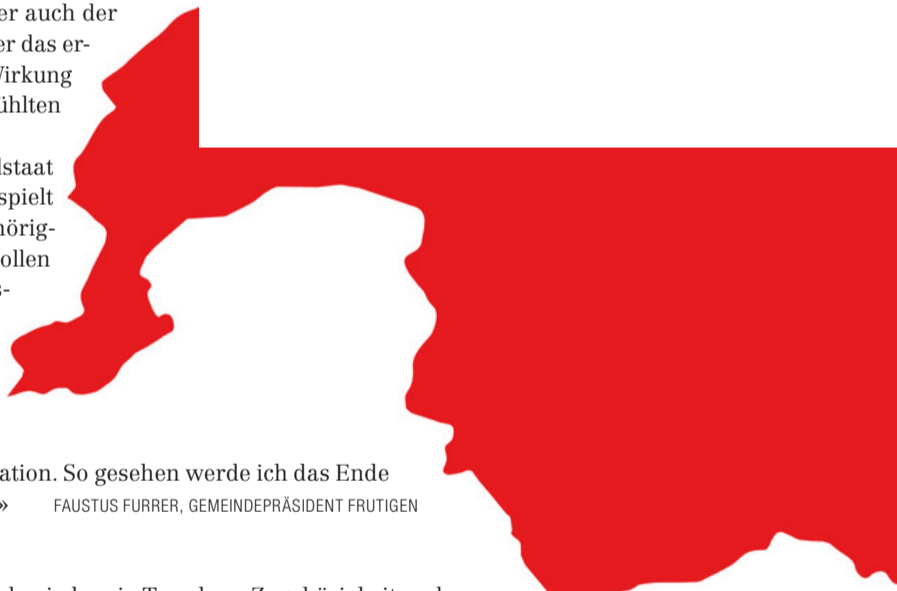 er auch der
er das er-
Wirkung
ühlten
lstaat
spielt
hörig-
ollen
s-
ation. So gesehen werde ich das Ende
» FAUSTUS FURRER, GEMEINDEPRÄSIDENT FRUTIGEN